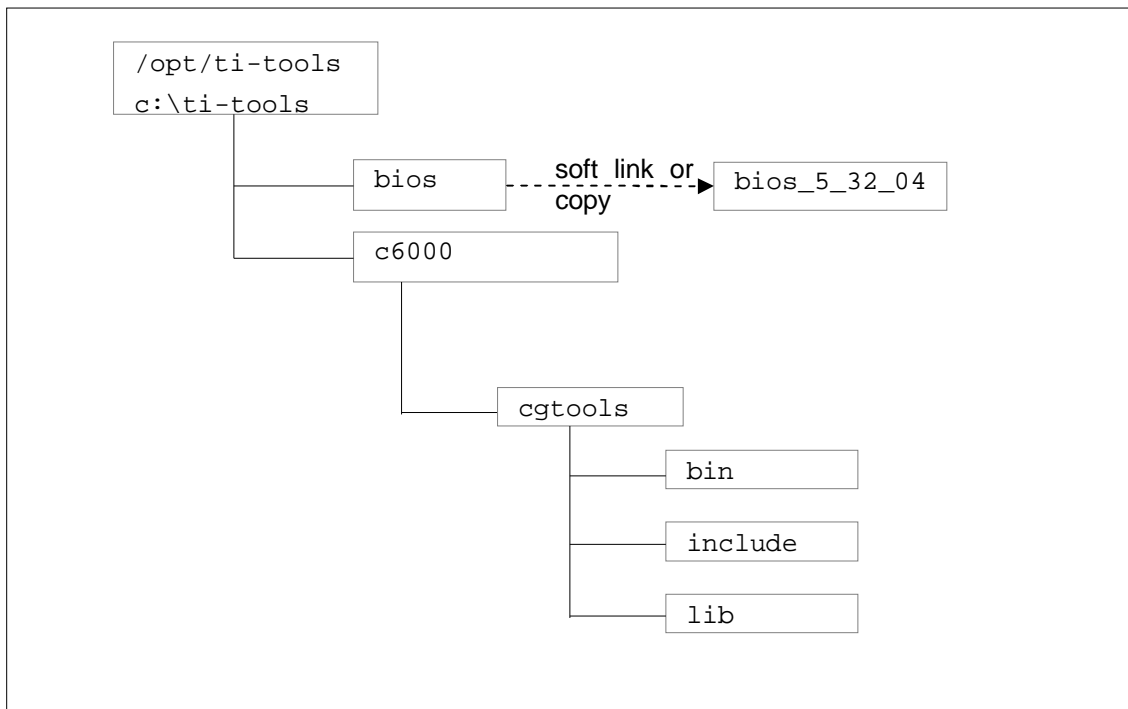 /opt/ti-tools
c:\ti-tools
bios
soft link or
copy
bios_5_32_04
c6000
cgtools
bin
include
lib